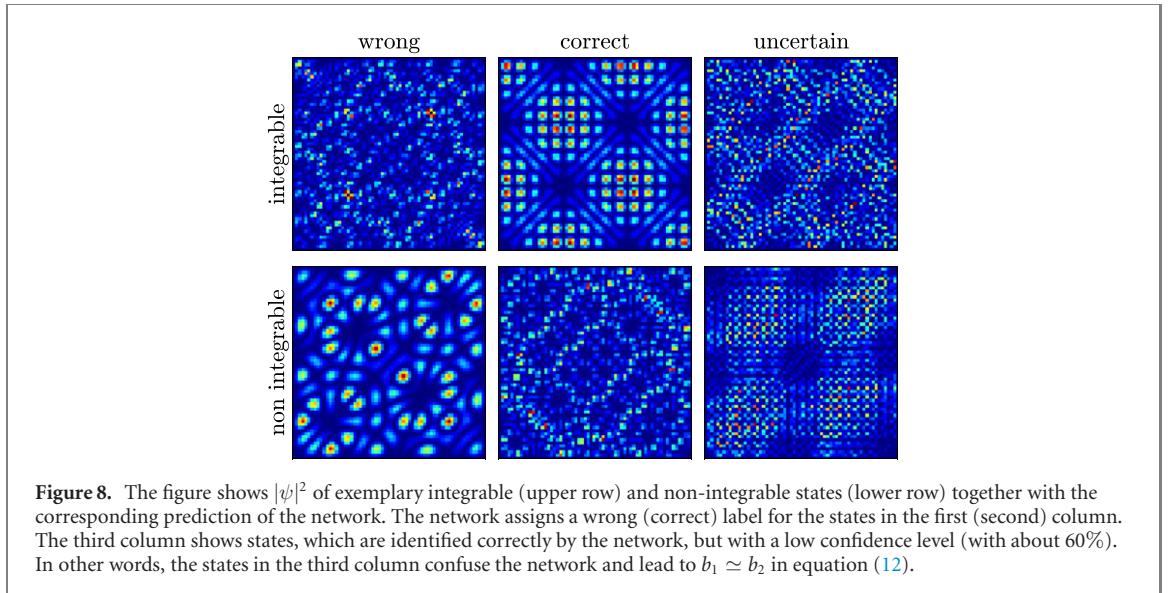 wrong correct uncertain
integrable
non integrable
Figure 8. The figure shows |ψ|² of exemplary integrable (upper row) and non-integrable states (lower row) together with the
corresponding prediction of the network. The network assigns a wrong (correct) label for the states in the first (second) column.
The third column shows states, which are identified correctly by the network, but with a low confidence level (with about 60%).
In other words, the states in the third column confuse the network and lead to b₁ ≃ b₂ in equation (12).